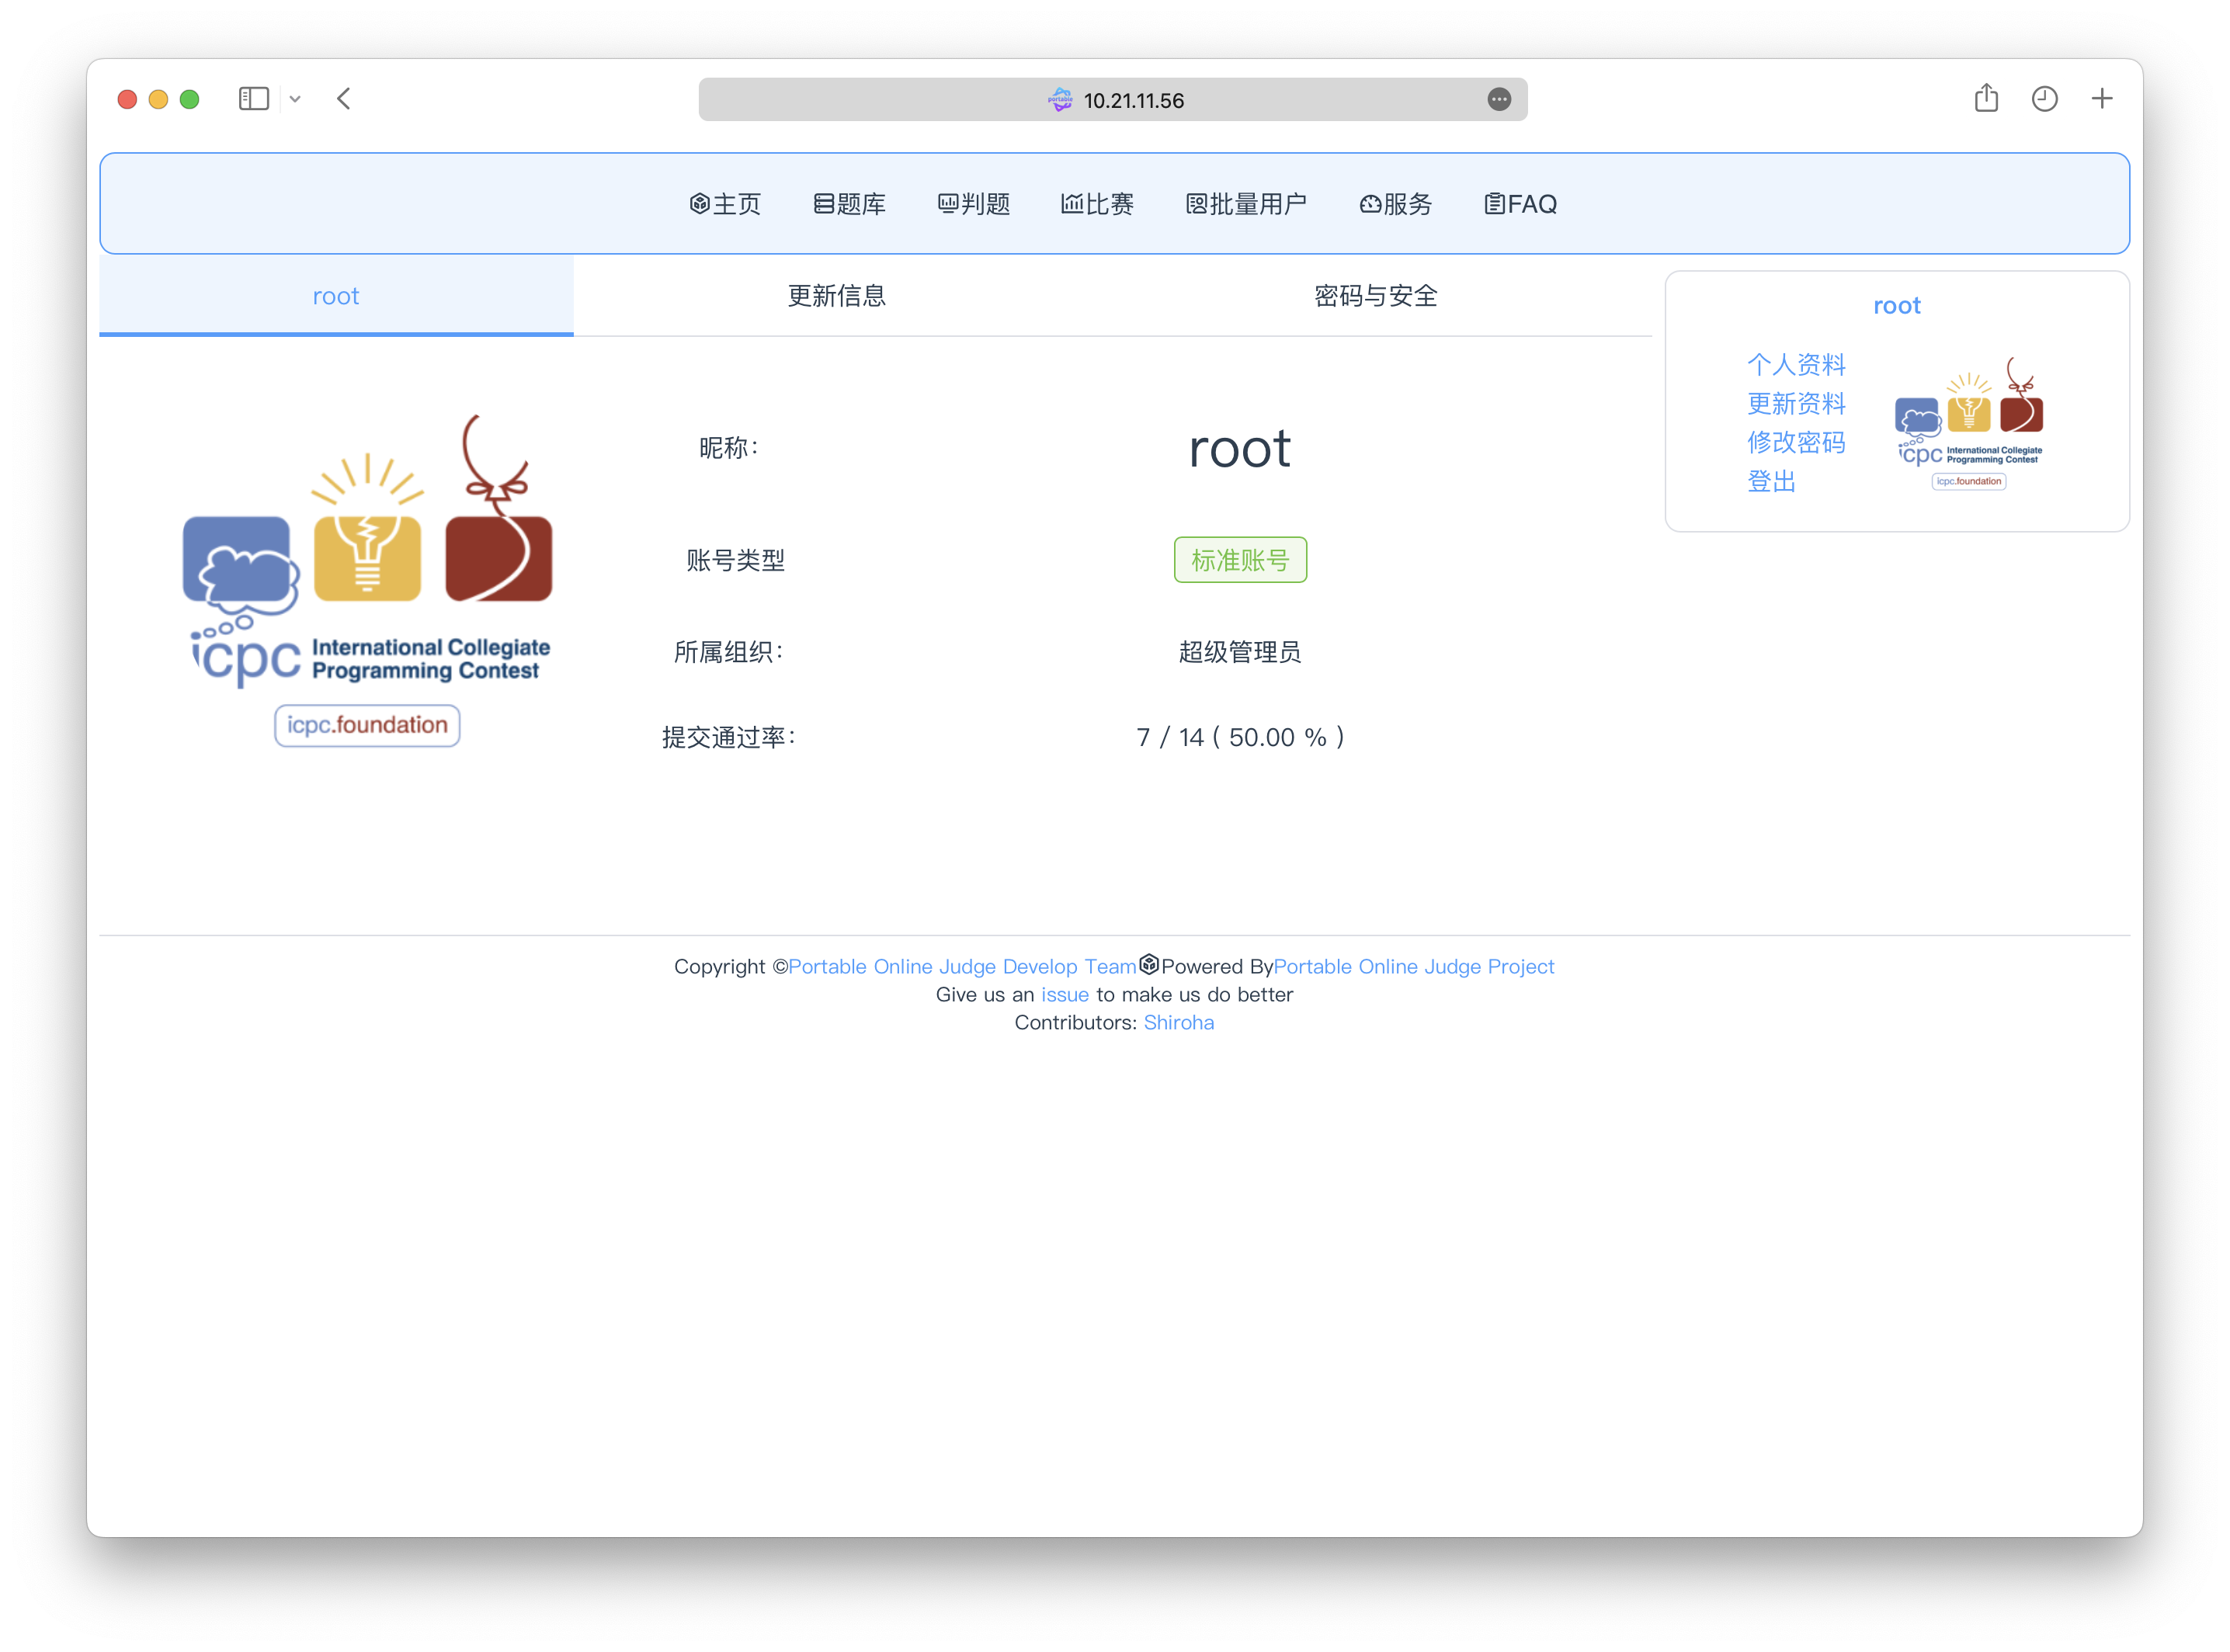 portable 10.21.11.56
主页 题库 判题 比赛 批量用户 服务 FAQ
root 更新信息 密码与安全
icpc International Collegiate
Programming Contest
icpc.foundation
昵称： root
账号类型 标准账号
所属组织： 超级管理员
提交通过率： 7 / 14 ( 50.00 % )
root
个人资料
更新资料
修改密码
登出
icpc International Collegiate
Programming Contest
icpc.foundation
Copyright ©Portable Online Judge Develop Team Powered ByPortable Online Judge Project
Give us an issue to make us do better
Contributors: Shiroha